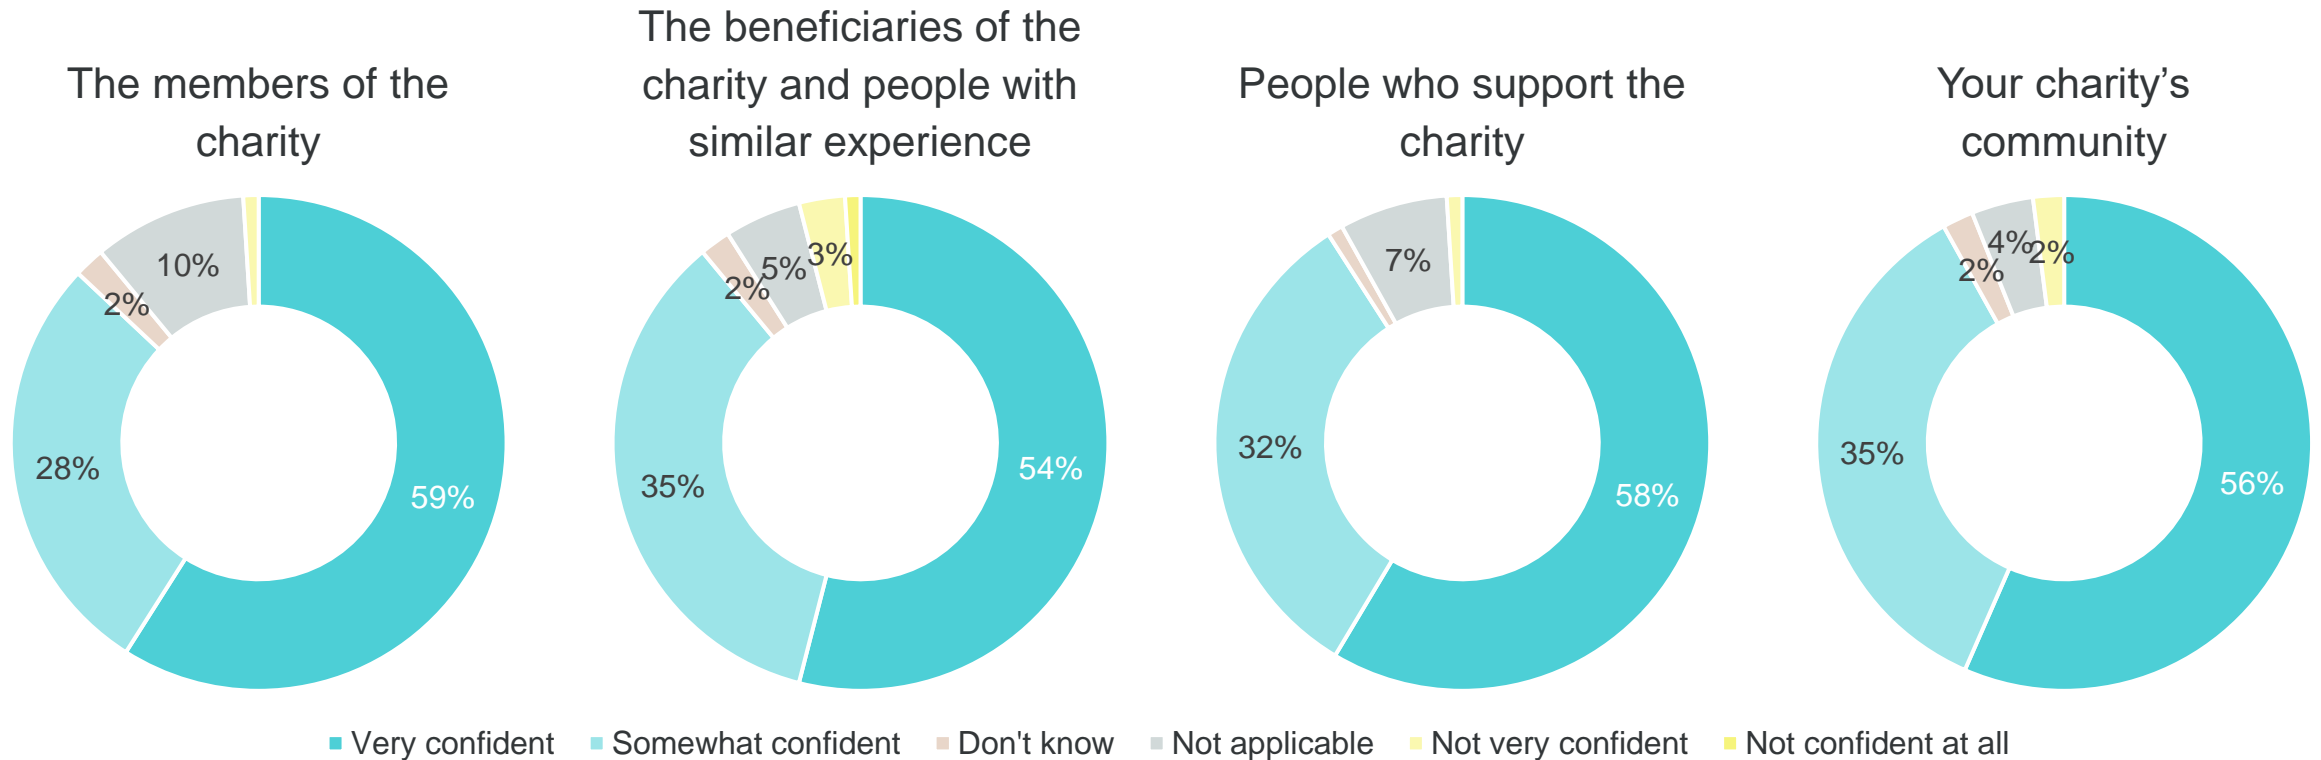 The members of the
charity
The beneficiaries of the
charity and people with
similar experience
People who support the
charity
Your charity’s
community
10%
2%
28%
59%
3%
5%
2%
35%
54%
7%
32%
58%
4%
2%
2%
35%
56%
Very confident Somewhat confident Don't know Not applicable Not very confident Not confident at all